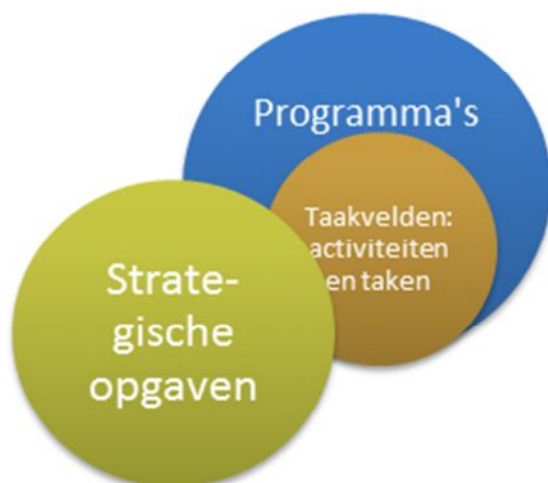 Programma's
Taakvelden:
activiteiten
en taken
Strate-
gische
opgaven